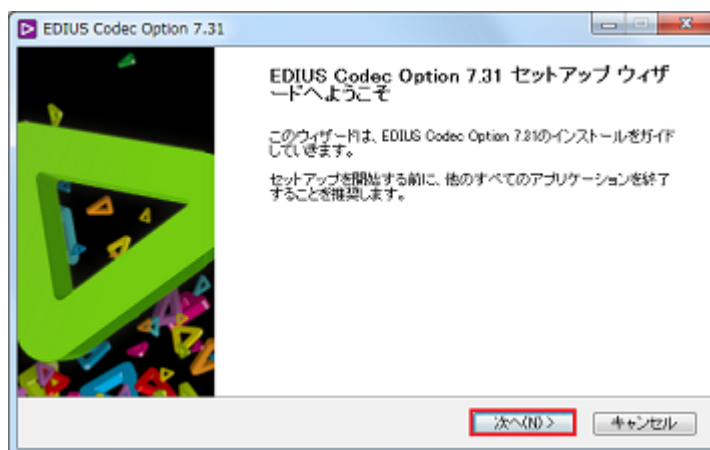 EDIUS Codec Option 7.31
EDIUS Codec Option 7.31 セットアップ ウィザ
ードへようこそ
このウィザードは、EDIUS Codec Option 7.31のインストールをガイド
していきます。
セットアップを開始する前に、他のすべてのアプリケーションを終了
することを推奨します。
次へ(N) >
キャンセル